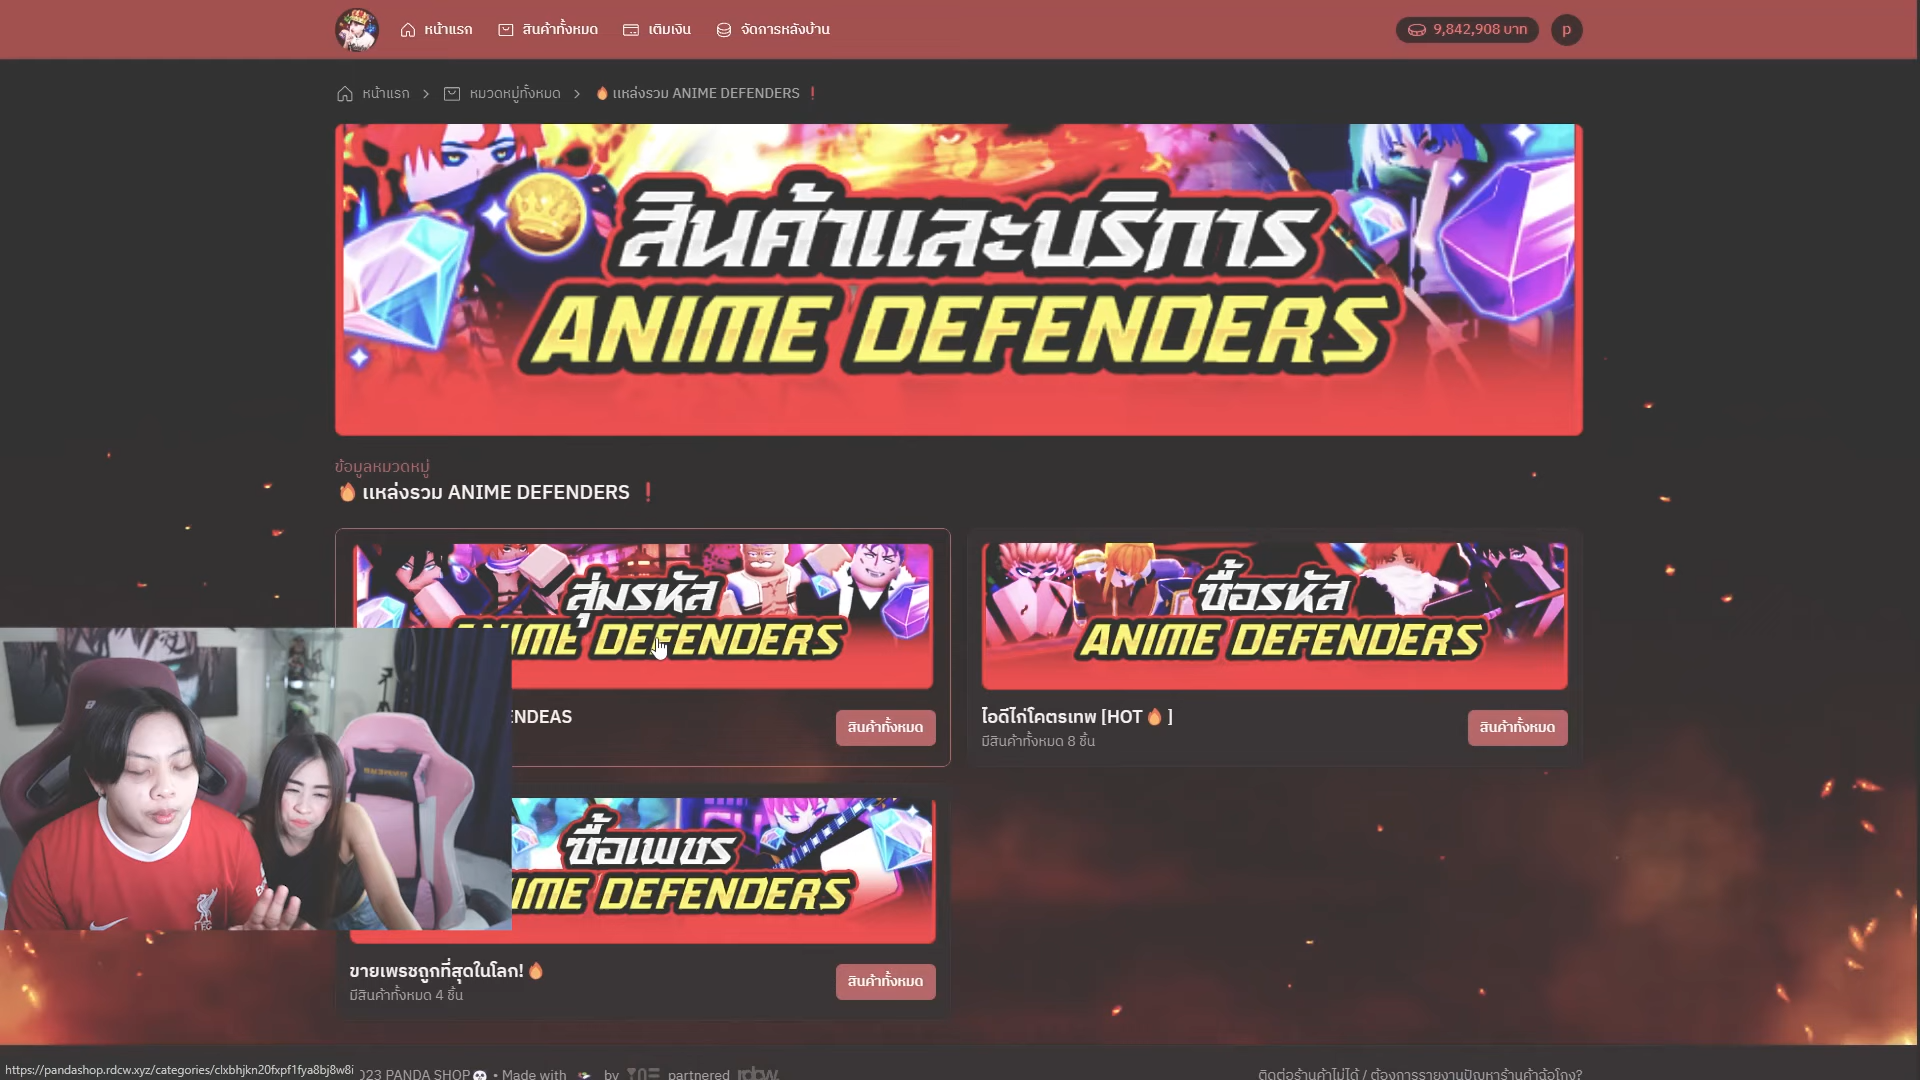 หน้าแรก
สินค้าทั้งหมด
เติมเงิน
จัดการหลังบ้าน
9,842,908 บาท
p
หน้าแรก
หมวดหมู่ทั้งหมด
🔥 แหล่งรวม ANIME DEFENDERS ❗
สินค้าและบริการ
ANIME DEFENDERS
ข้อมูลหมวดหมู่
🔥 แหล่งรวม ANIME DEFENDERS ❗
สุ่มรหัส
ANIME DEFENDERS
ENDEAS
สินค้าทั้งหมด
ซื้อรหัส
ANIME DEFENDERS
ไอดีไก่โคตรเทพ [HOT🔥 ]
มีสินค้าทั้งหมด 8 ชิ้น
สินค้าทั้งหมด
ซื้อเพชร
IME DEFENDERS
ขายเพรชถูกที่สุดในโลก!🔥
มีสินค้าทั้งหมด 4 ชิ้น
สินค้าทั้งหมด
https://pandashop.rdcw.xyz/categories/clxbhjkn20fxpf1fya8bj8w8i
023 PANDA SHOP🐼 • Made with by partnered rdcw.
ติดต่อร้านค้าไม่ได้ / ต้องการรายงานปัญหาร้านค้าฉ้อโกง?